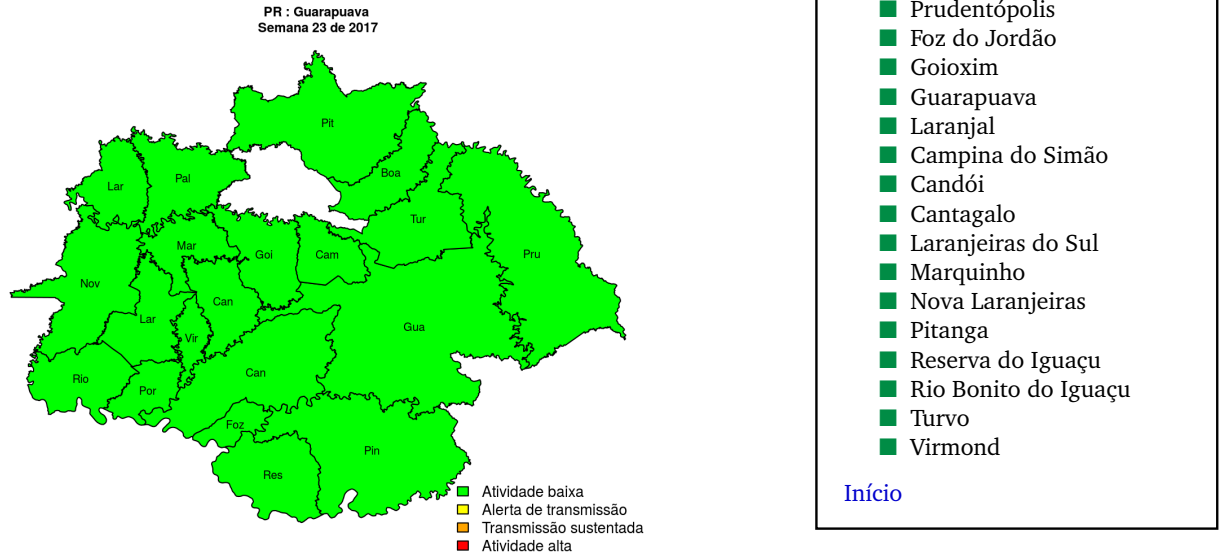 PR : Guarapuava
Semana 23 de 2017
Pit
Boa
Lar
Pal
Tur
Mar
Goi
Cam
Pru
Nov
Can
Lar
Vir
Gua
Can
Rio
Por
Foz
Pin
Res
Atividade baixa
Alerta de transmissão
Transmissão sustentada
Atividade alta
Prudentópolis
Foz do Jordão
Goioxim
Guarapuava
Laranjal
Campina do Simão
Candói
Cantagalo
Laranjeiras do Sul
Marquinho
Nova Laranjeiras
Pitanga
Reserva do Iguaçu
Rio Bonito do Iguaçu
Turvo
Virmond
Início